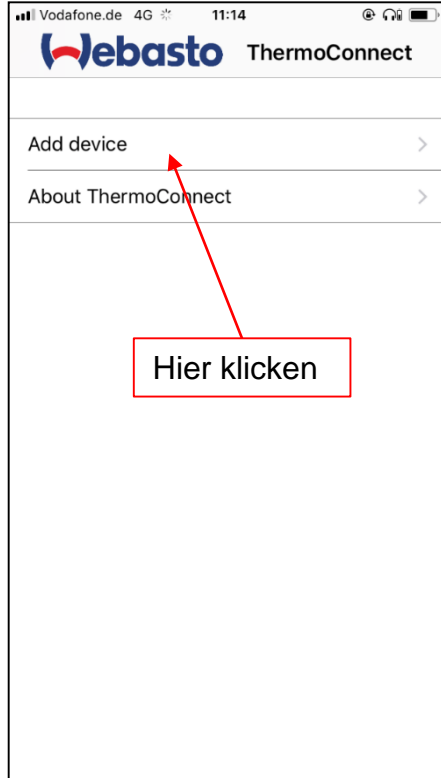 Vodafone.de 4G 11:14
Webasto ThermoConnect
Add device
About ThermoConnect
Hier klicken